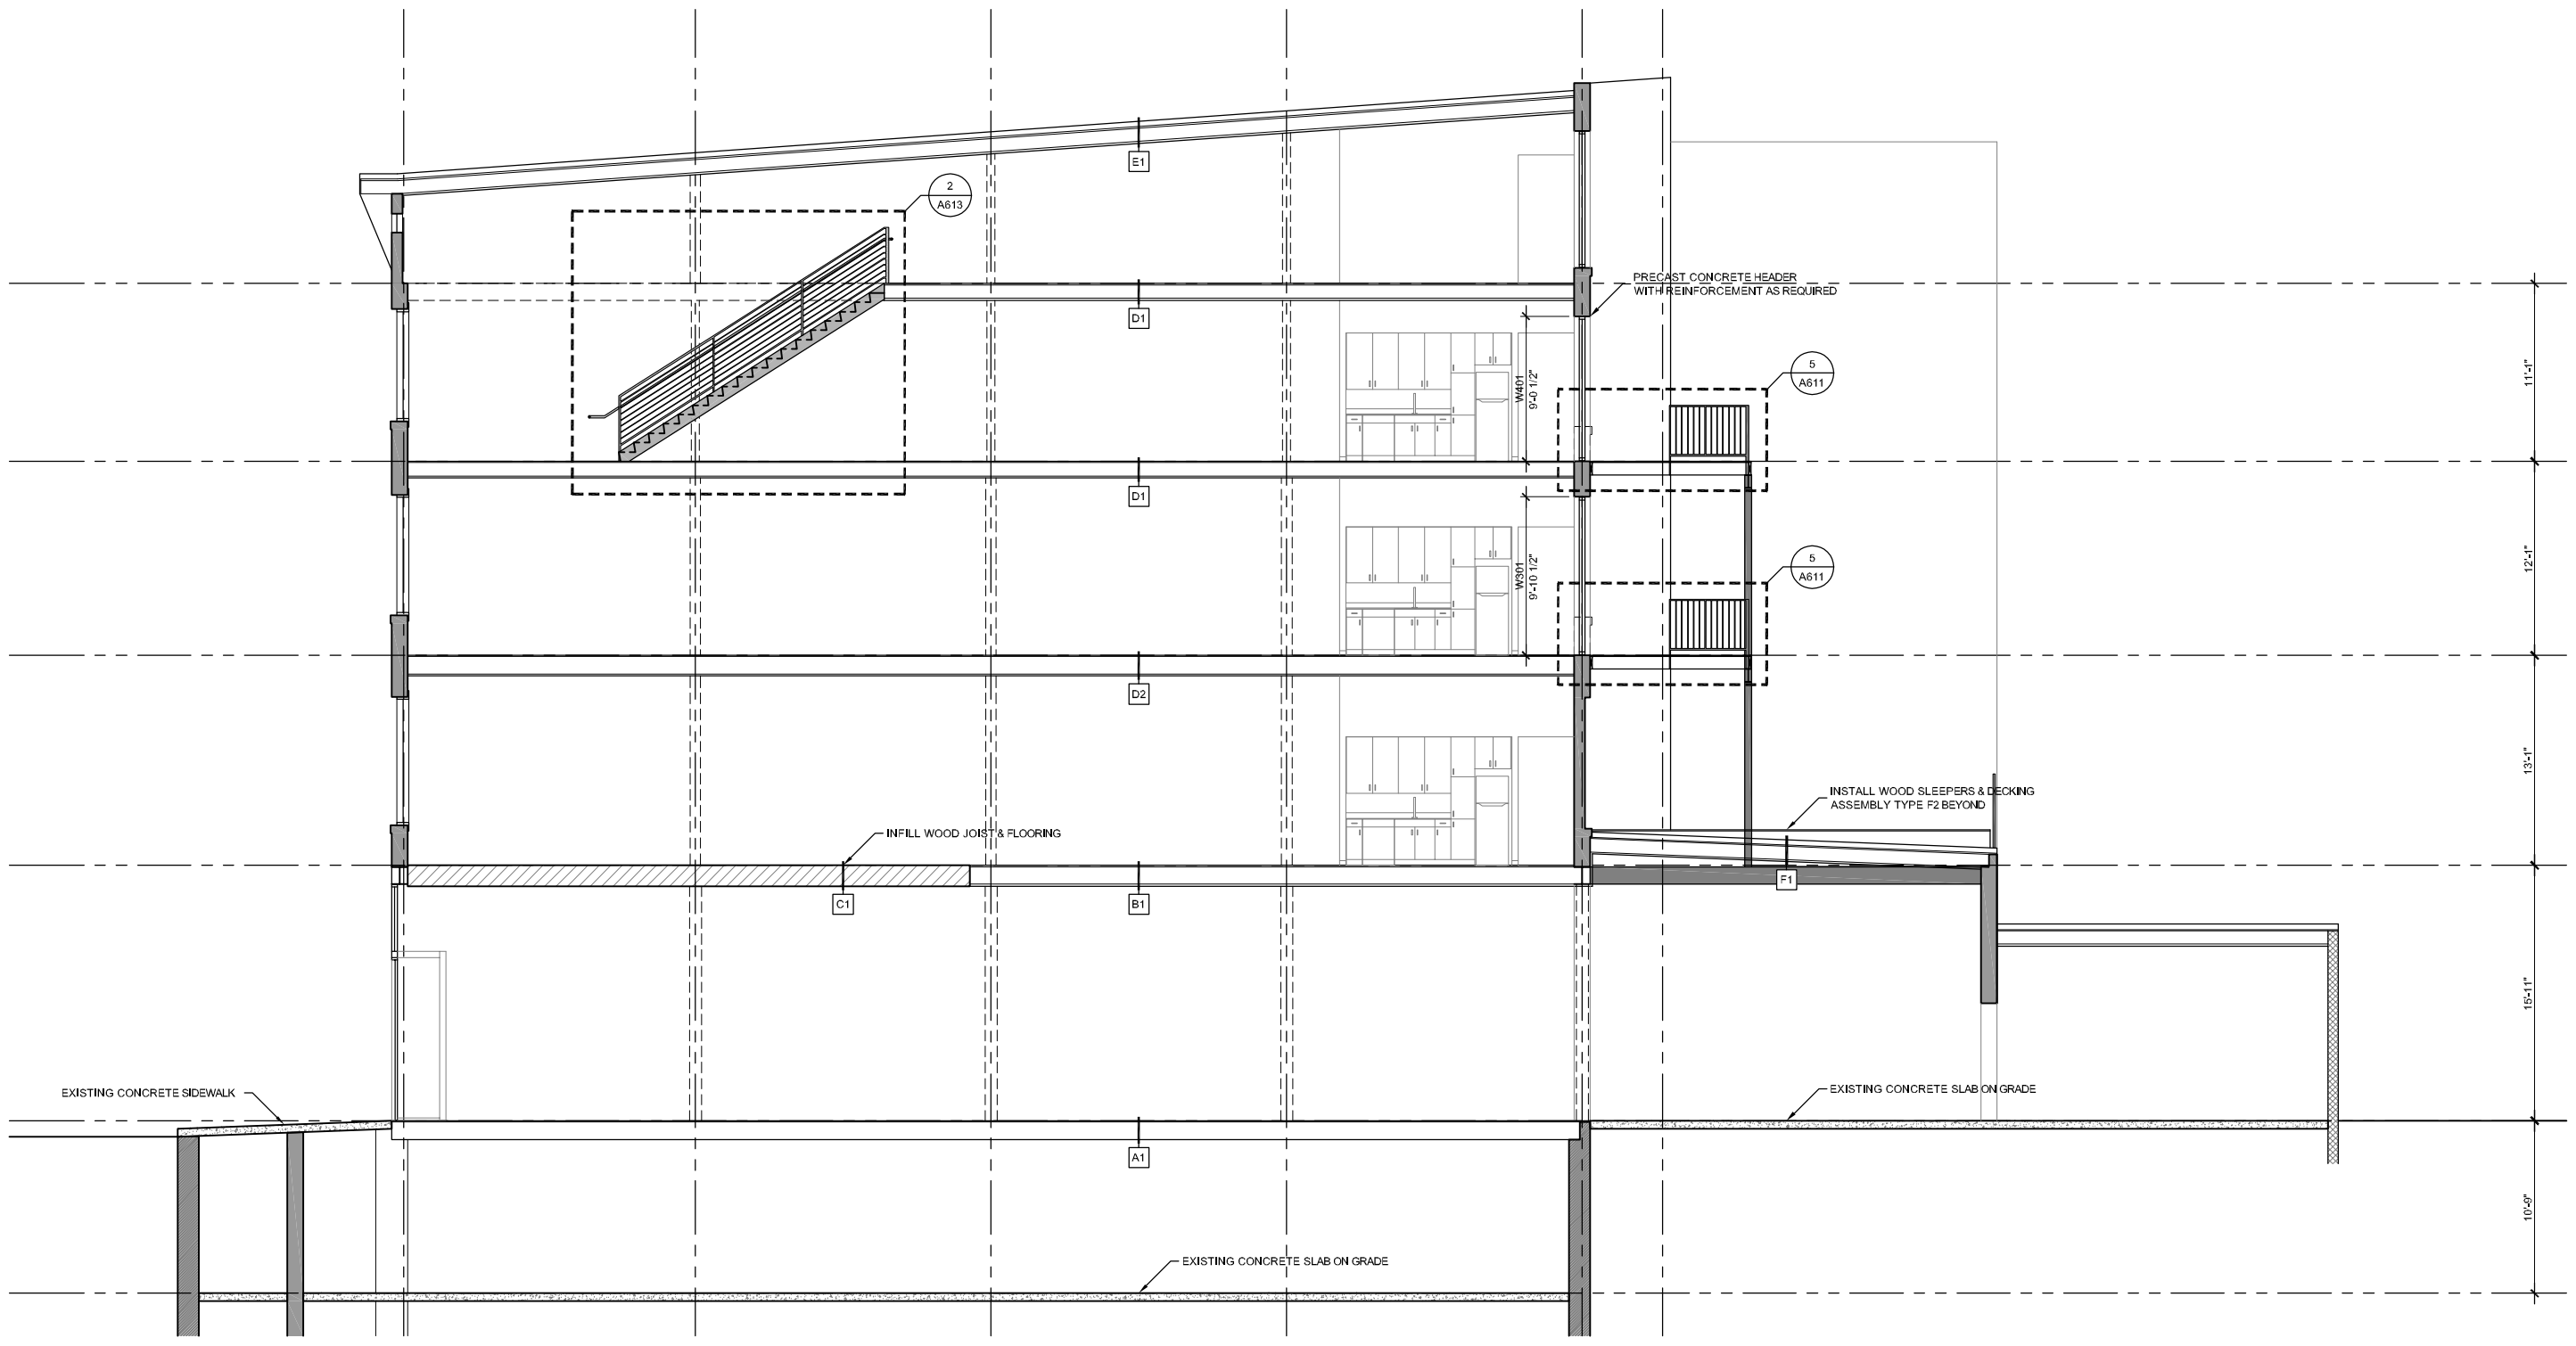 E1
2
A613
PRECAST CONCRETE HEADER
WITH REINFORCEMENT AS REQUIRED
D1
5
A611
W401
9'-0 1/2"
11'-1"
D1
5
A611
W301
9'-10 1/2"
12'-1"
D2
13'-1"
INSTALL WOOD SLEEPERS & DECKING
ASSEMBLY TYPE F2 BEYOND
INFILL WOOD JOIST & FLOORING
C1
B1
F1
15'-11"
EXISTING CONCRETE SIDEWALK
EXISTING CONCRETE SLAB ON GRADE
A1
10'-9"
EXISTING CONCRETE SLAB ON GRADE